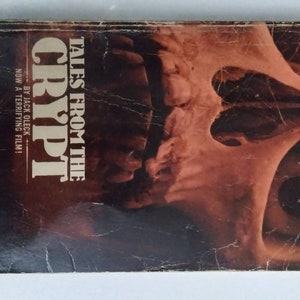 TALES FROM THE
CRYPT
BY JACK OLECK
NOW A TERRIFYING FILM!